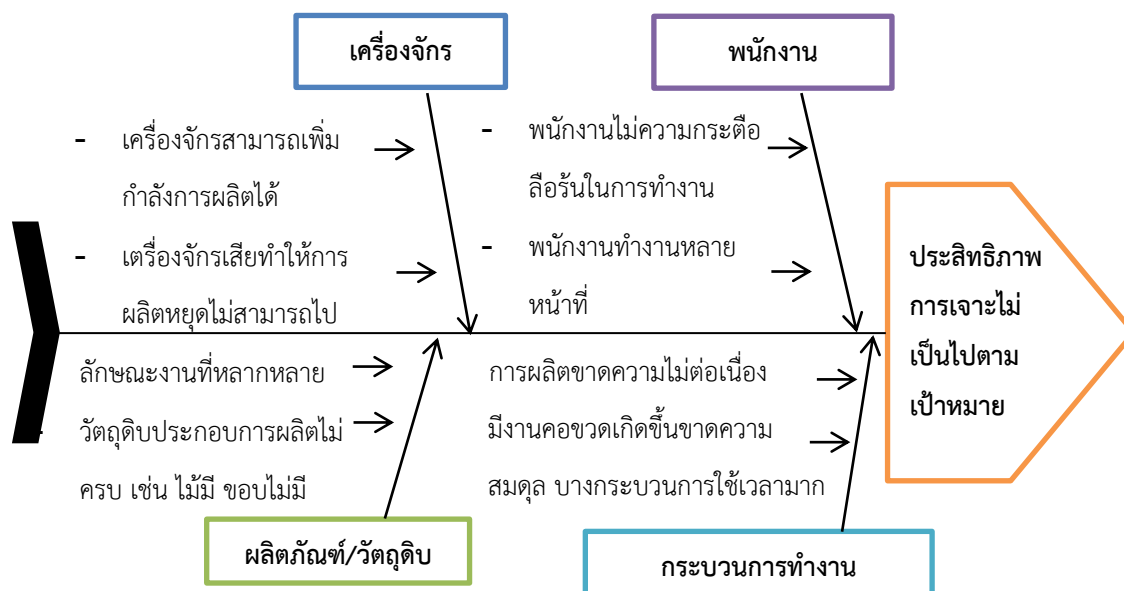 เครื่องจักร
พนักงาน
- เครื่องจักรสามารถเพิ่ม
กำลังการผลิตได้
- เตรื่องจักรเสียทำให้การ
ผลิตหยุดไม่สามารถไป
- พนักงานไม่ความกระตือ
ลือร้นในการทำงาน
- พนักงานทำงานหลาย
หน้าที่
ประสิทธิภาพ
การเจาะไม่
เป็นไปตาม
เป้าหมาย
ลักษณะงานที่หลากหลาย
- วัตถุดิบประกอบการผลิตไม่
ครบ เช่น ไม้มี ขอบไม่มี
การผลิตขาดความไม่ต่อเนื่อง
มีงานคอขวดเกิดขึ้นขาดความ
สมดุล บางกระบวนการใช้เวลามาก
ผลิตภัณฑ์/วัตถุดิบ
กระบวนการทำงาน